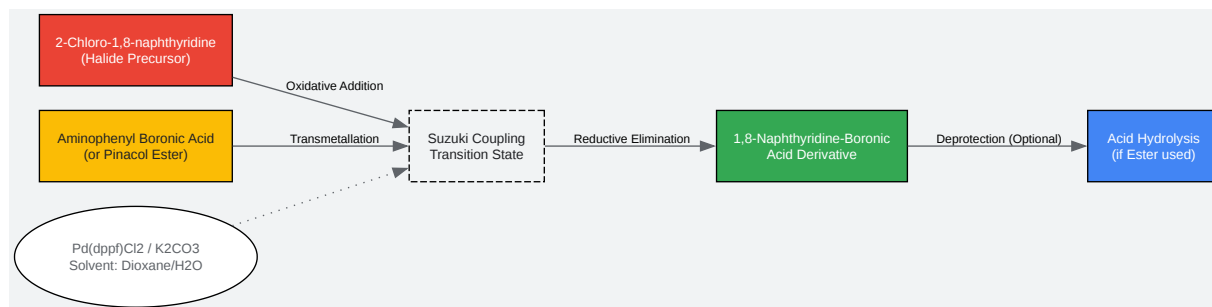 2-Chloro-1,8-naphthyridine
(Halide Precursor)
Oxidative Addition
Aminophenyl Boronic Acid
(or Pinacol Ester)
Transmetallation
Suzuki Coupling
Transition State
Reductive Elimination
1,8-Naphthyridine-Boronic
Acid Derivative
Deprotection (Optional)
Acid Hydrolysis
(if Ester used)
Pd(dppf)Cl2 / K2CO3
Solvent: Dioxane/H2O